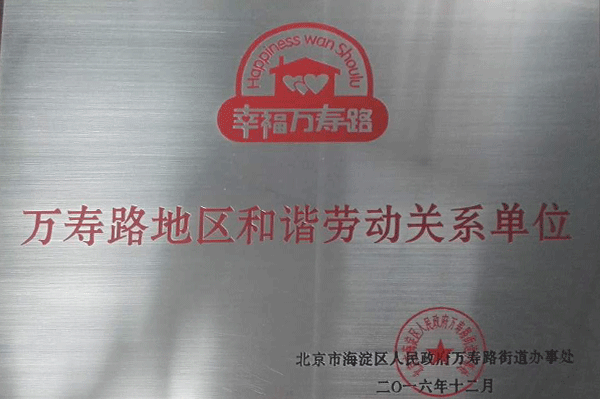 Happiness wan Shoulu
幸福万寿路
万寿路地区和谐劳动关系单位
北京市海淀区人民政府万寿路街道办事处
二〇一六年十二月